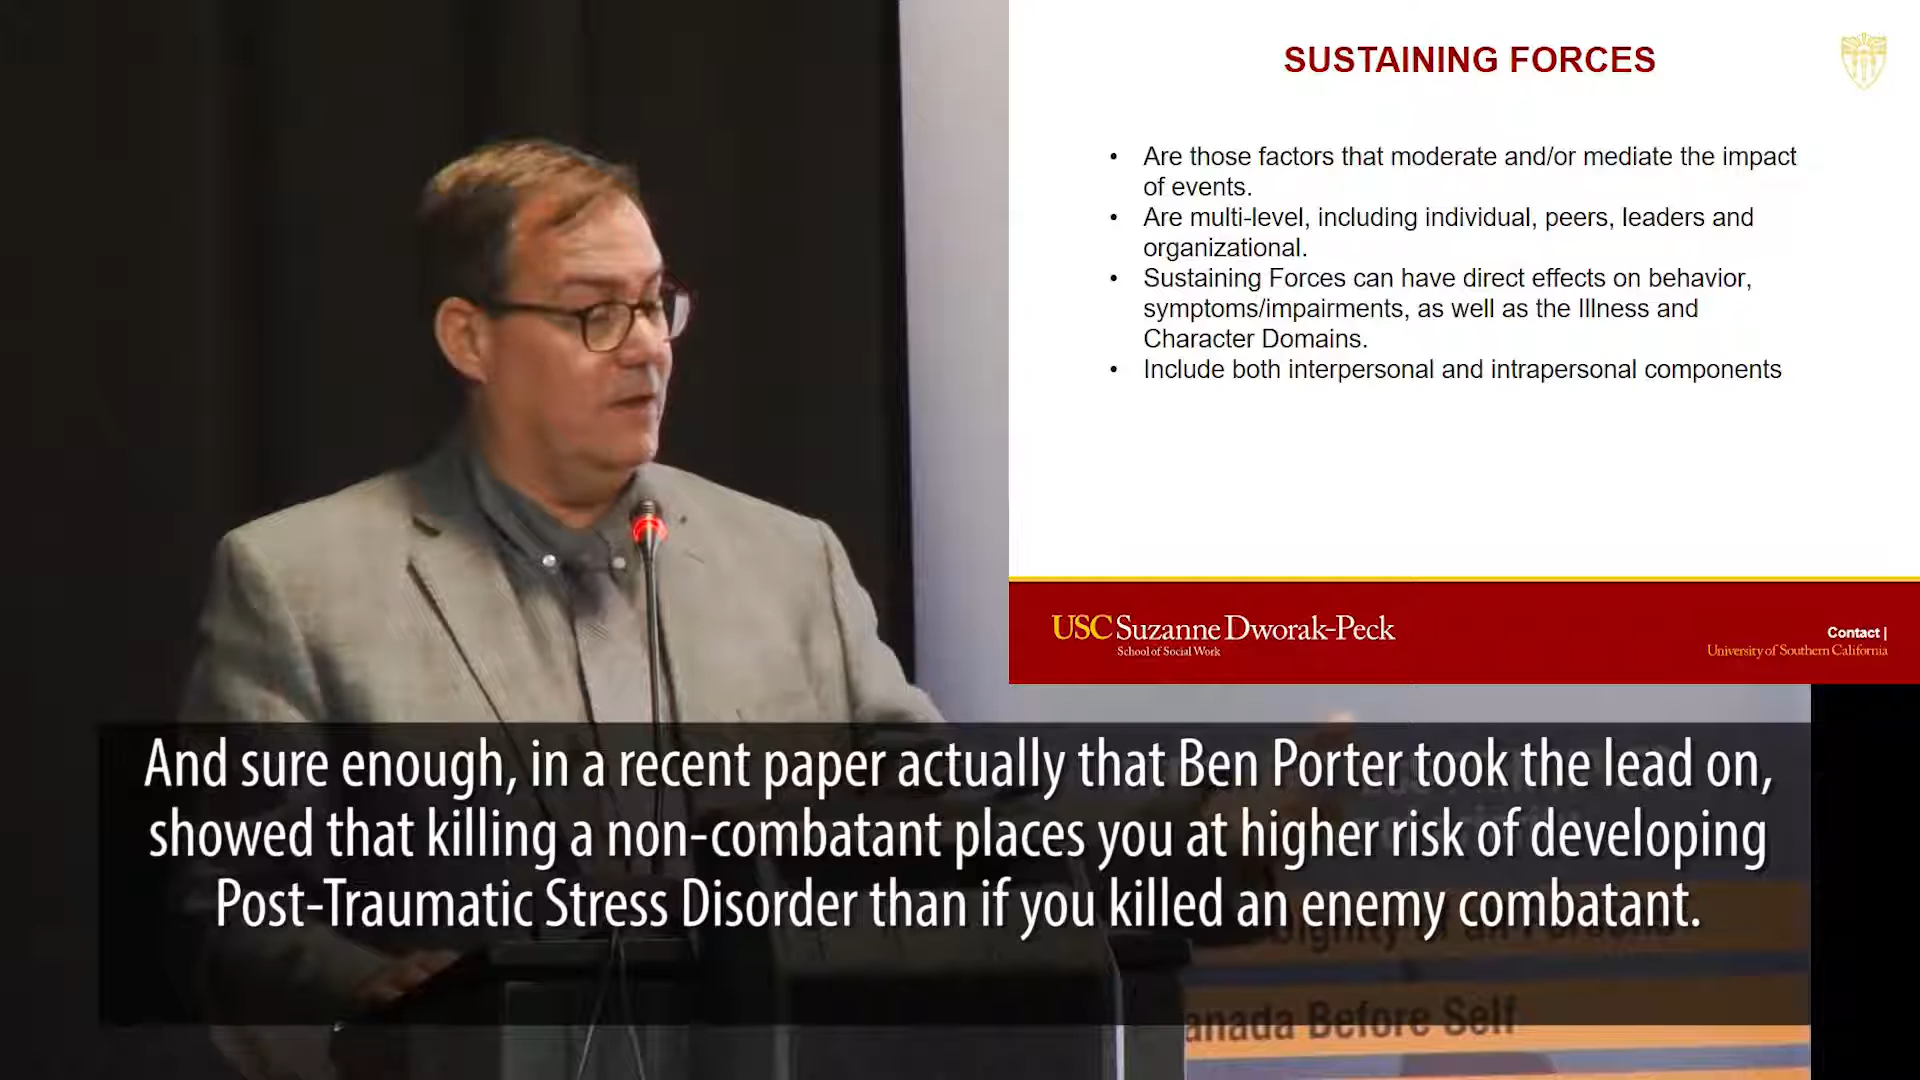 SUSTAINING FORCES
• Are those factors that moderate and/or mediate the impact
of events.
• Are multi-level, including individual, peers, leaders and
organizational.
• Sustaining Forces can have direct effects on behavior,
symptoms/impairments, as well as the Illness and
Character Domains.
• Include both interpersonal and intrapersonal components
USC Suzanne Dworak-Peck
School of Social Work
Contact |
University of Southern California
And sure enough, in a recent paper actually that Ben Porter took the lead on,
showed that killing a non-combatant places you at higher risk of developing
Post-Traumatic Stress Disorder than if you killed an enemy combatant.
Before Self